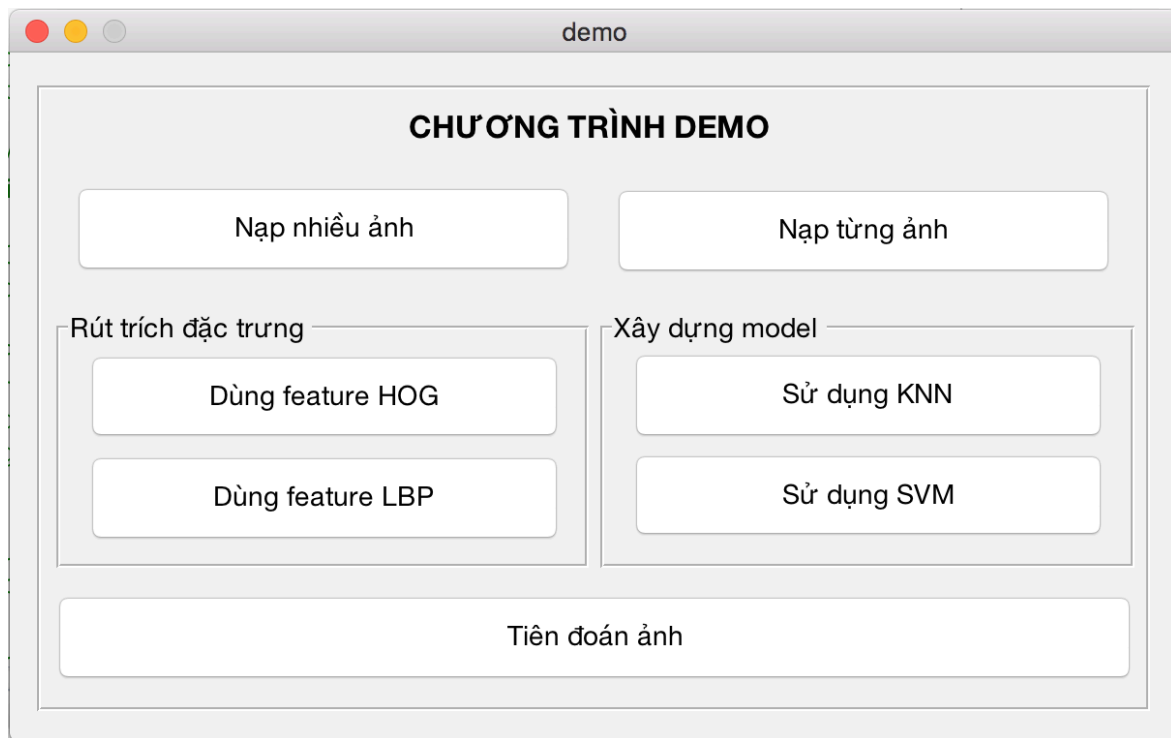 demo
CHƯƠNG TRÌNH DEMO
Nạp nhiều ảnh
Nạp từng ảnh
Rút trích đặc trưng
Dùng feature HOG
Dùng feature LBP
Xây dựng model
Sử dụng KNN
Sử dụng SVM
Tiên đoán ảnh